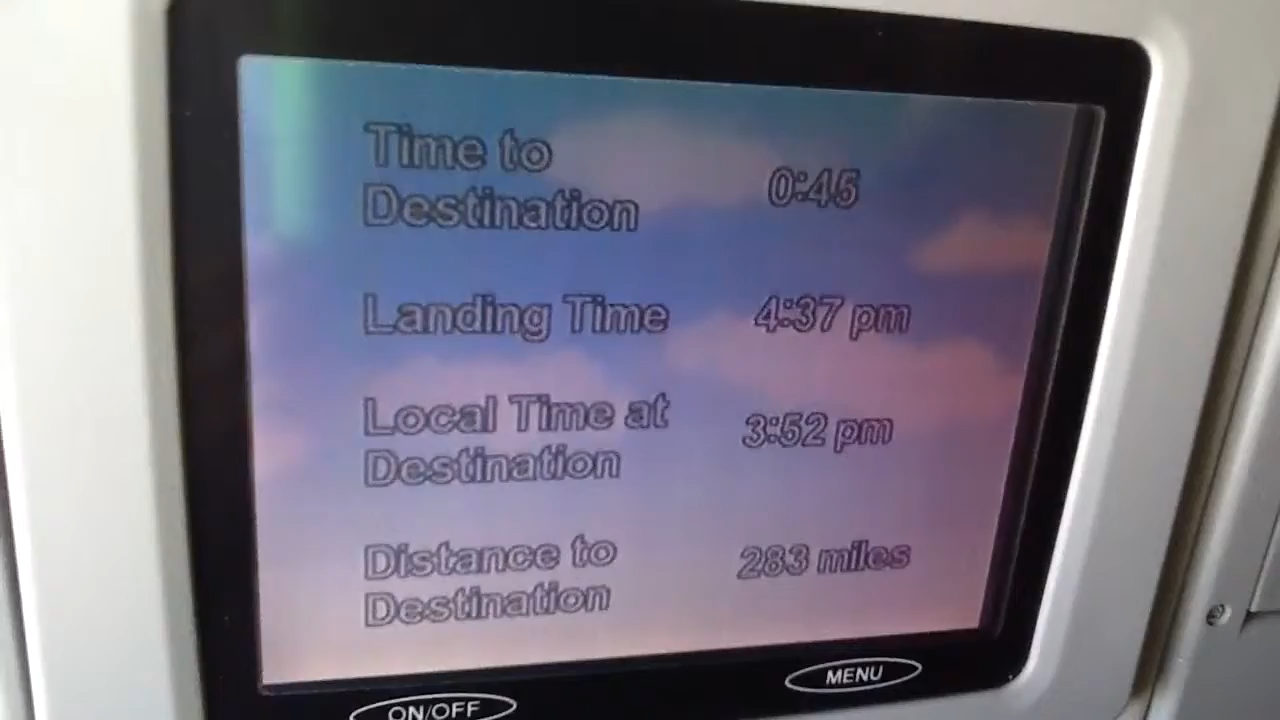 Time to
Destination
0:45
Landing Time
4:37 pm
Local Time at
Destination
3:52 pm
Distance to
Destination
283 miles
ON/OFF
MENU